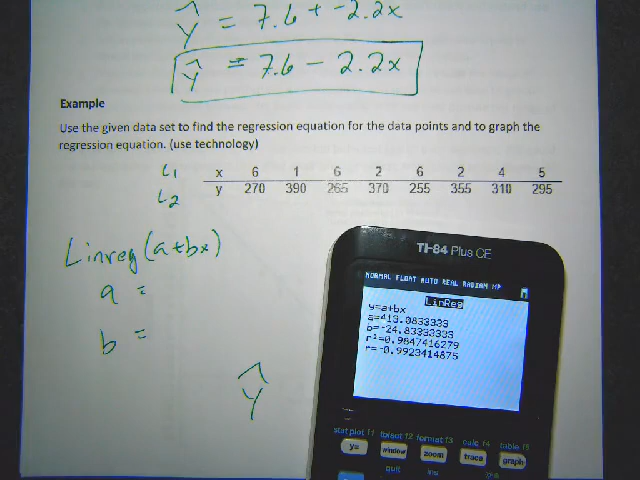 ŷ = 7.6 + -2.2x
ŷ = 7.6 - 2.2x
Example
Use the given data set to find the regression equation for the data points and to graph the
regression equation. (use technology)
L1 x 6 1 6 2 6 2 4 5
L2 y 270 390 265 370 255 355 310 295
Linreg (a+bx)
a =
b =
ŷ
TI-84 Plus CE
NORMAL FLOAT AUTO REAL RADIAN MP
LinReg
y=a+bx
a=413.0833333
b=-24.83333333
r²=0.9847416279
r=-0.9923414875
stat plot f1 tblset f2 format f3 calc f4 table f5
y= window zoom trace graph
quit ins